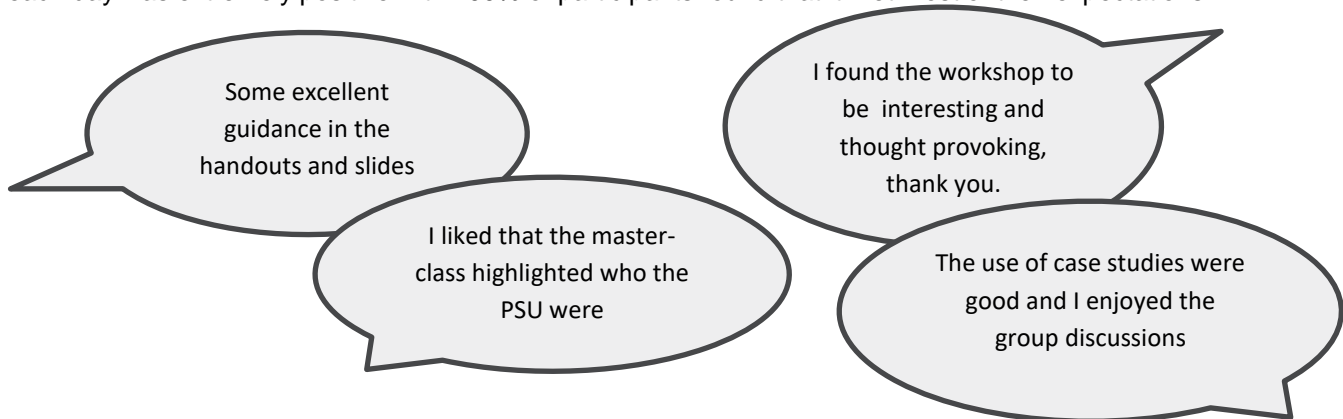 Some excellent
guidance in the
handouts and slides
I found the workshop to
be interesting and
thought provoking,
thank you.
I liked that the master-
class highlighted who the
PSU were
The use of case studies were
good and I enjoyed the
group discussions